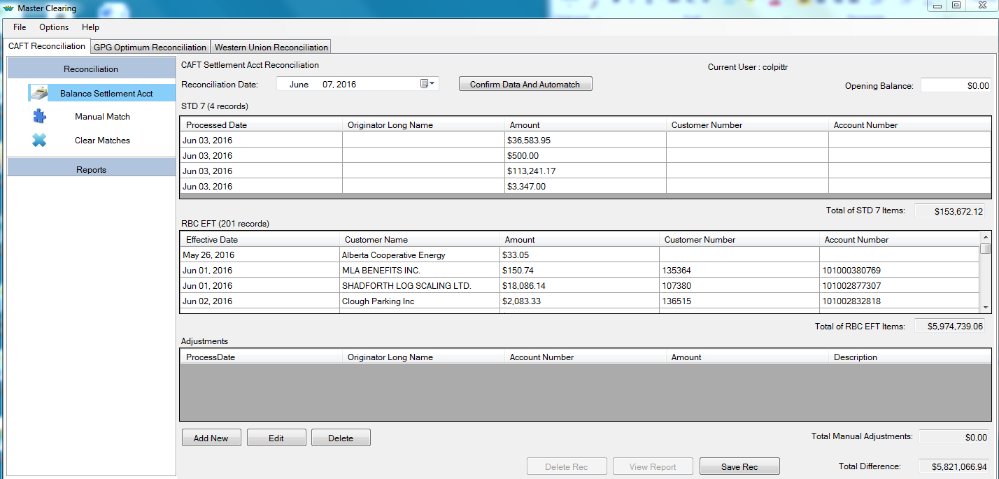 Master Clearing
File Options Help
CAFT Reconciliation GPG Optimum Reconciliation Western Union Reconciliation
Reconciliation
Balance Settlement Acct
Manual Match
Clear Matches
Reports
CAFT Settlement Acct Reconciliation
Current User : colpittr
Reconciliation Date: June 07, 2016 Confirm Data And Automatch
Opening Balance: $0.00
STD 7 (4 records)
Processed Date Originator Long Name Amount Customer Number Account Number
Jun 03, 2016 $36,583.95
Jun 03, 2016 $500.00
Jun 03, 2016 $113,241.17
Jun 03, 2016 $3,347.00
Total of STD 7 Items: $153,672.12
RBC EFT (201 records)
Effective Date Customer Name Amount Customer Number Account Number
May 26, 2016 Alberta Cooperative Energy $33.05
Jun 01, 2016 MLA BENEFITS INC. $150.74 135364 101000380769
Jun 01, 2016 SHADFORTH LOG SCALING LTD. $18,086.14 107380 101002877307
Jun 02, 2016 Clough Parking Inc $2,083.33 136515 101002832818
Total of RBC EFT Items: $5,974,739.06
Adjustments
ProcessDate Originator Long Name Account Number Amount Description
Add New Edit Delete
Total Manual Adjustments: $0.00
Delete Rec View Report Save Rec
Total Difference: $5,821,066.94